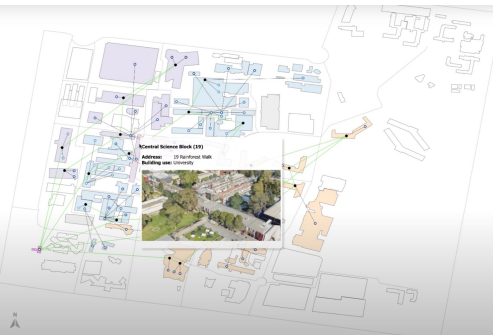 Central Science Block (19)
Address: 19 Rainforest Walk
Building use: University
N